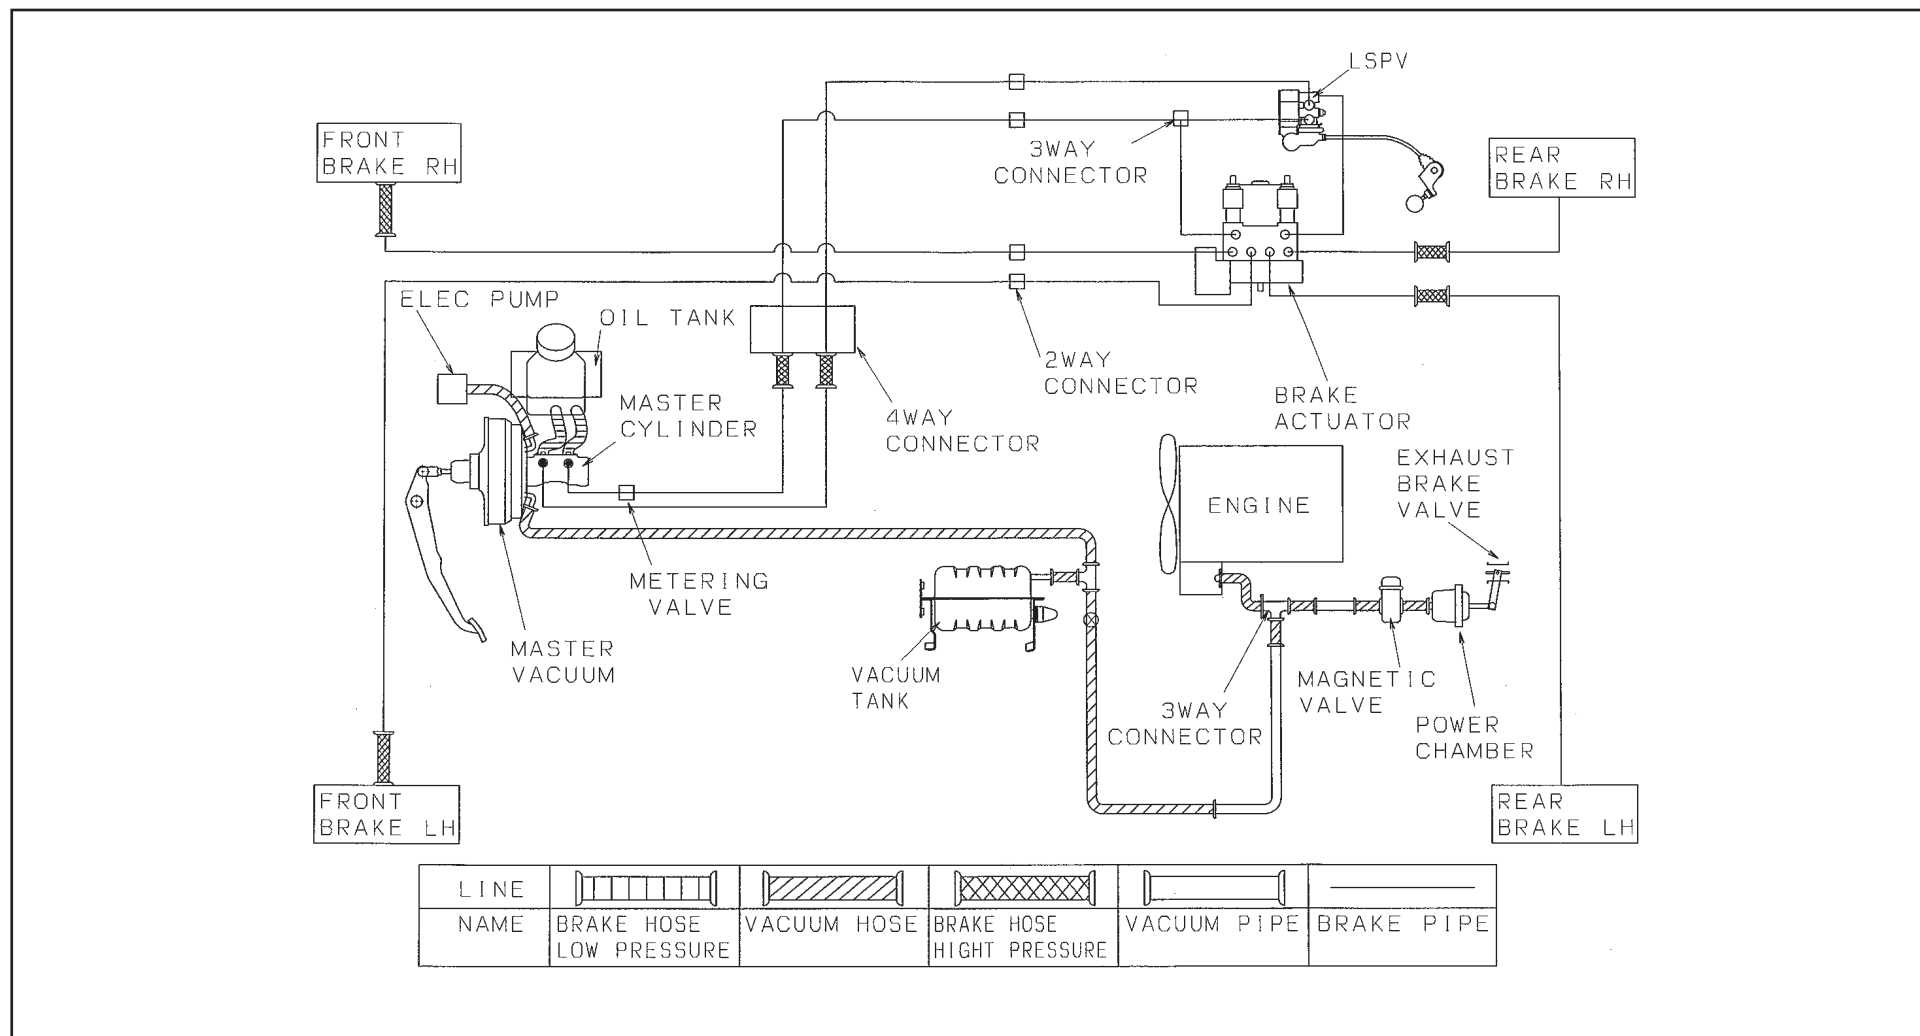 LSPV
FRONT
BRAKE RH
3WAY
CONNECTOR
REAR
BRAKE RH
ELEC PUMP
OIL TANK
2WAY
CONNECTOR
BRAKE
ACTUATOR
MASTER
CYLINDER
4WAY
CONNECTOR
EXHAUST
BRAKE
VALVE
ENGINE
METERING
VALVE
MASTER
VACUUM
VACUUM
TANK
3WAY
CONNECTOR
MAGNETIC
VALVE
POWER
CHAMBER
FRONT
BRAKE LH
REAR
BRAKE LH
LINE
NAME
BRAKE HOSE
LOW PRESSURE
VACUUM HOSE
BRAKE HOSE
HIGHT PRESSURE
VACUUM PIPE
BRAKE PIPE